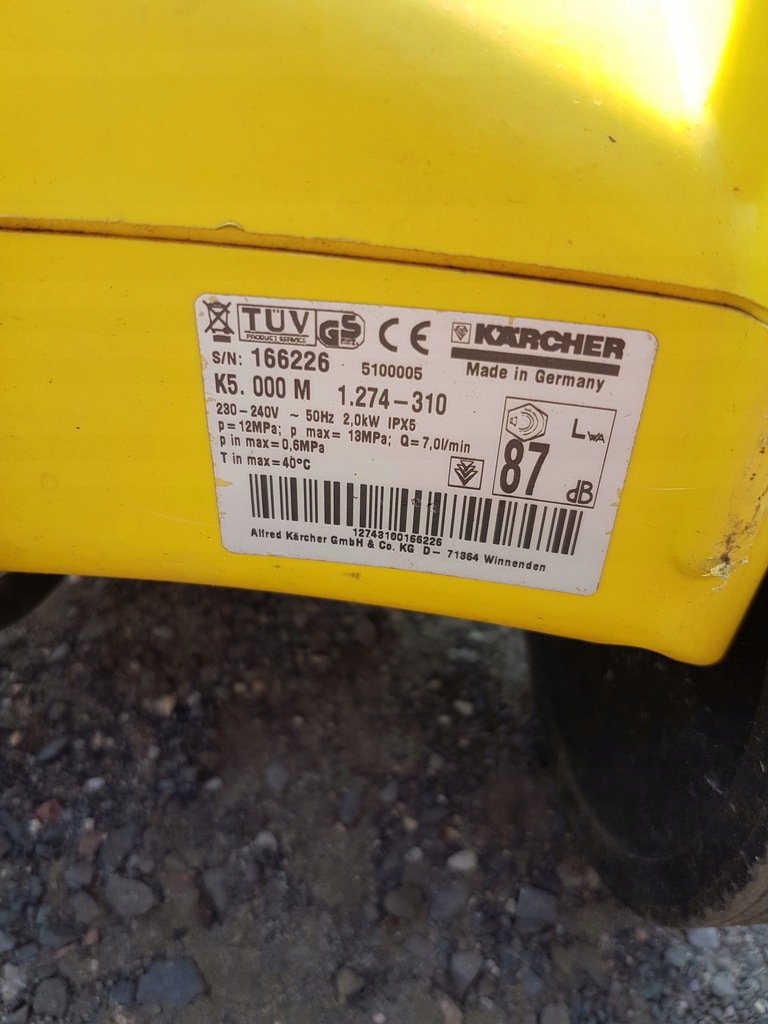 TÜV
PRODUCT SERVICE
GS
CE
KÄRCHER
S/N: 166226
5100005
Made in Germany
K5. 000 M 1.274-310
230-240V ~ 50Hz 2,0kW IPX5
p=12MPa; p max= 13MPa; Q=7,0l/min
p in max=0,6MPa
T in max=40°C
LWA
87
dB
12743100166226
Alfred Kärcher GmbH & Co. KG D- 71364 Winnenden